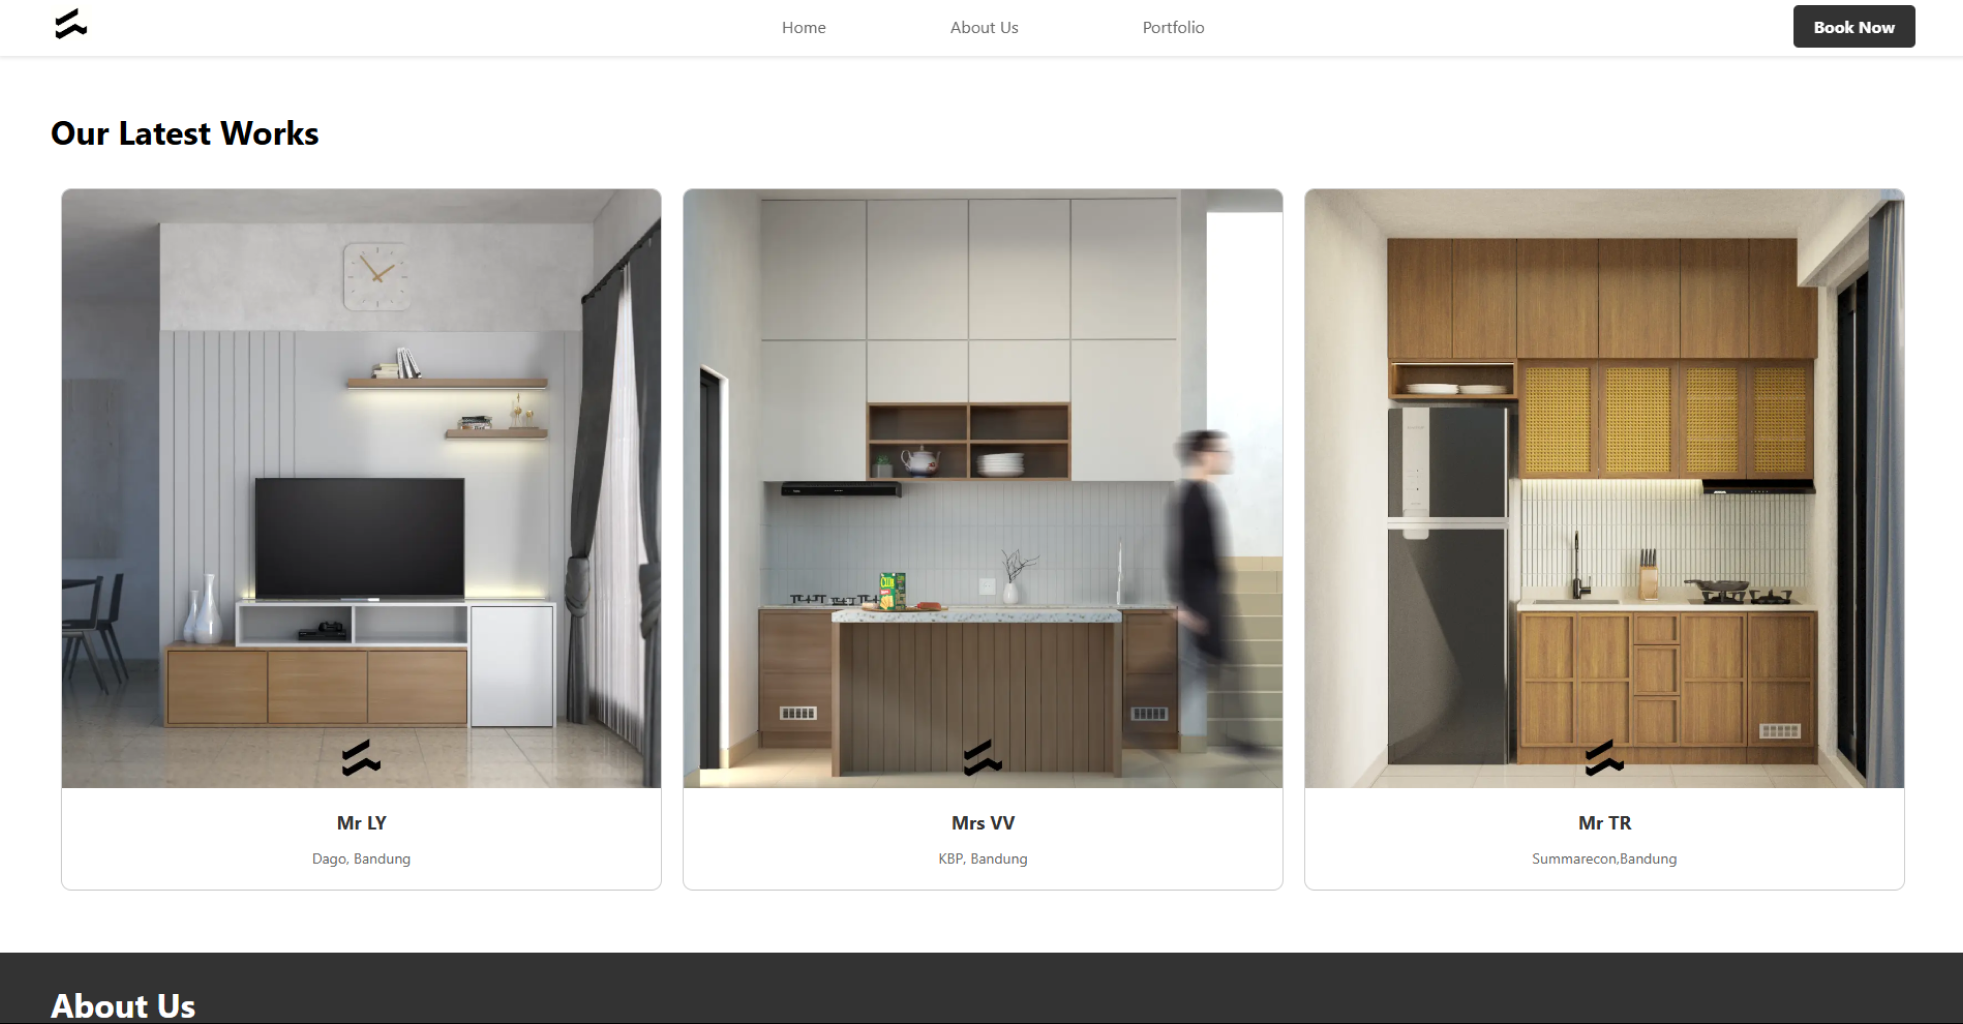 Home
About Us
Portfolio
Book Now
Our Latest Works
Mr LY
Dago, Bandung
Mrs VV
KBP, Bandung
Mr TR
Summarecon,Bandung
About Us